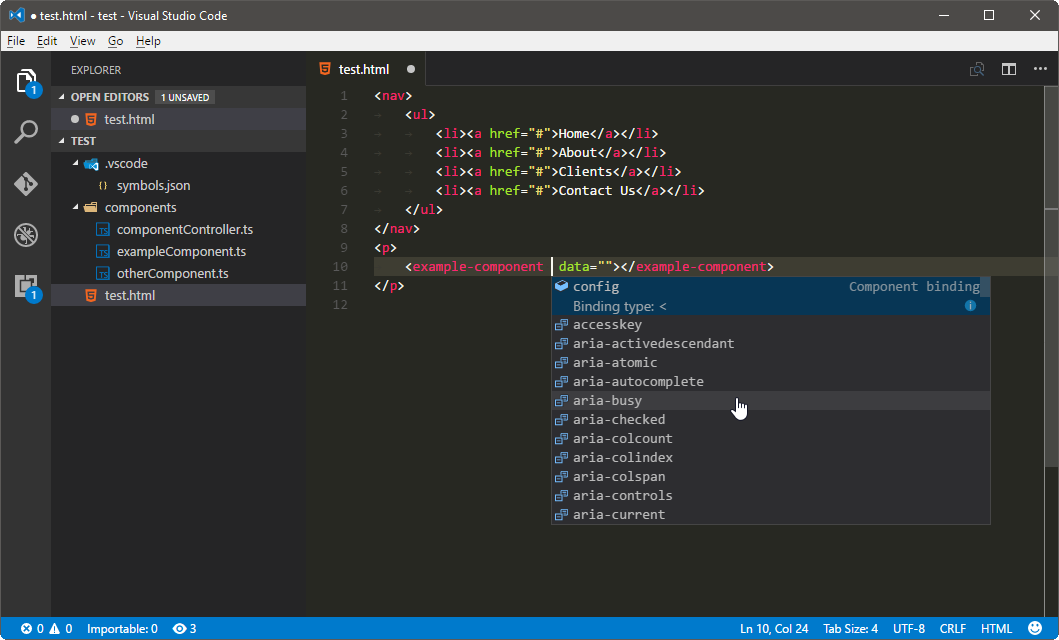 ● test.html - test - Visual Studio Code
File Edit View Go Help
EXPLORER
OPEN EDITORS 1 UNSAVED
test.html
TEST
.vscode
symbols.json
components
componentController.ts
exampleComponent.ts
otherComponent.ts
test.html
1
1
test.html
1 <nav>
2 <ul>
3 <li><a href="#">Home</a></li>
4 <li><a href="#">About</a></li>
5 <li><a href="#">Clients</a></li>
6 <li><a href="#">Contact Us</a></li>
7 </ul>
8 </nav>
9 <p>
10 <example-component data=""></example-component>
11 </p>
12
config Component binding
Binding type: <
accesskey
aria-activedescendant
aria-atomic
aria-autocomplete
aria-busy
aria-checked
aria-colcount
aria-colindex
aria-colspan
aria-controls
aria-current
0 0 Importable: 0 3 Ln 10, Col 24 Tab Size: 4 UTF-8 CRLF HTML